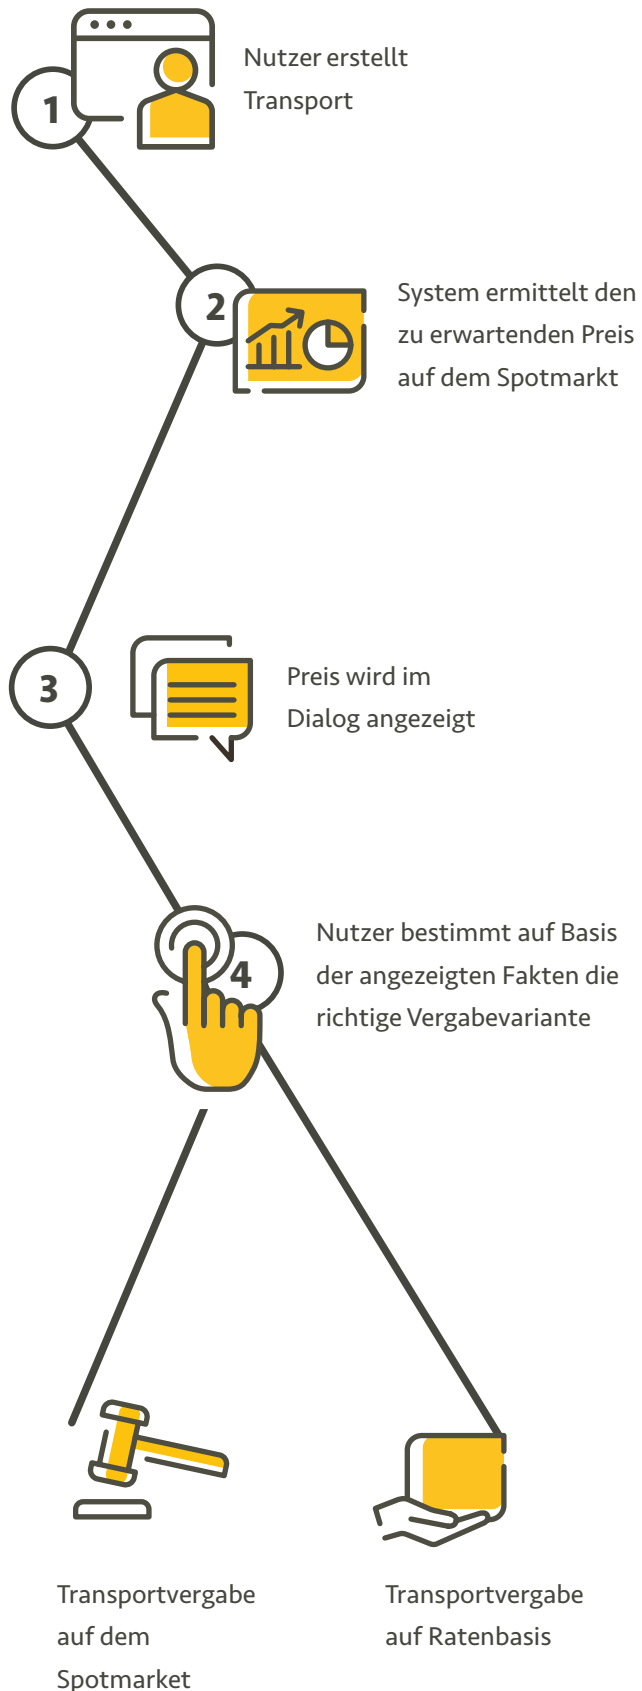 1
Nutzer erstellt
Transport
2
System ermittelt den
zu erwartenden Preis
auf dem Spotmarkt
3
Preis wird im
Dialog angezeigt
4
Nutzer bestimmt auf Basis
der angezeigten Fakten die
richtige Vergabevariante
Transportvergabe
auf dem
Spotmarket
Transportvergabe
auf Ratenbasis